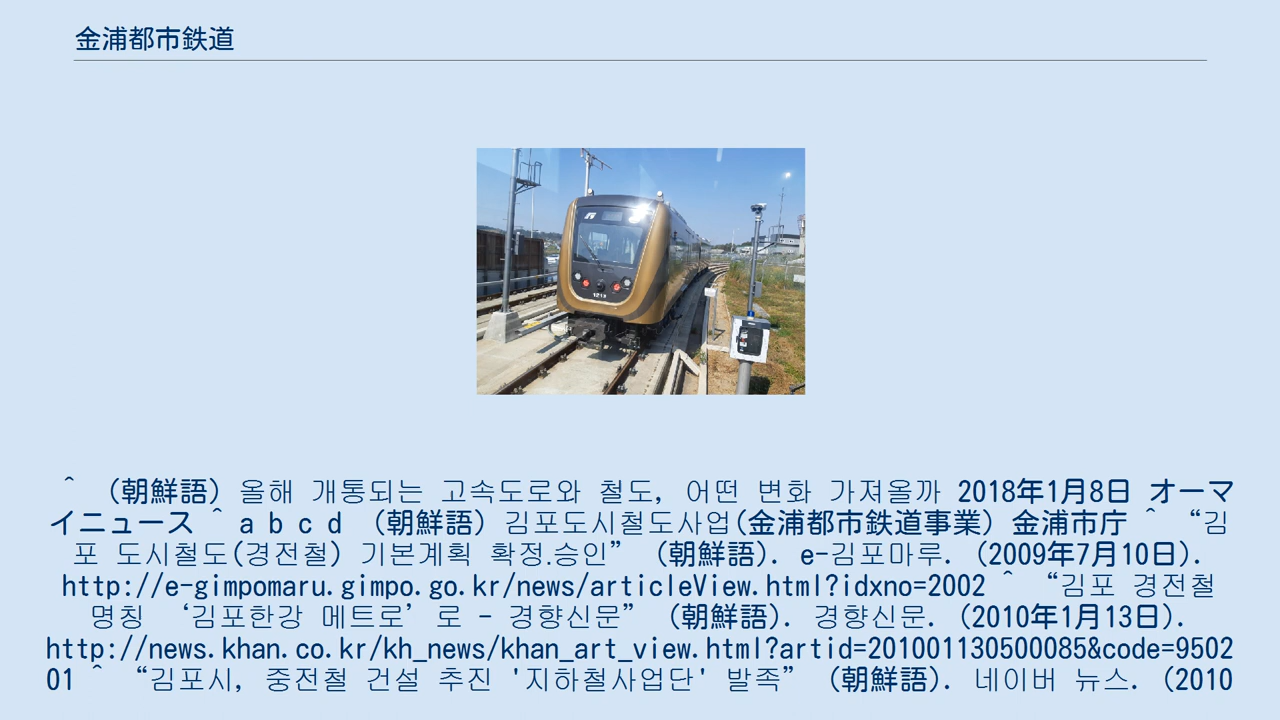 金浦都市鉄道
1213
^ (朝鮮語) 올해 개통되는 고속도로와 철도, 어떤 변화 가져올까 2018年1月8日 オーマ
イニュース ^ a b c d (朝鮮語) 김포도시철도사업(金浦都市鉄道事業) 金浦市庁 ^ “김
포 도시철도(경전철) 기본계획 확정.승인” (朝鮮語). e-김포마루. (2009年7月10日).
http://e-gimpomaru.gimpo.go.kr/news/articleView.html?idxno=2002 ^ “김포 경전철
명칭 ‘김포한강 메트로’로 - 경향신문” (朝鮮語). 경향신문. (2010年1月13日).
http://news.khan.co.kr/kh_news/khan_art_view.html?artid=201001130500085&code=9502
01 ^ “김포시, 중전철 건설 추진 '지하철사업단' 발족” (朝鮮語). 네이버 뉴스. (2010